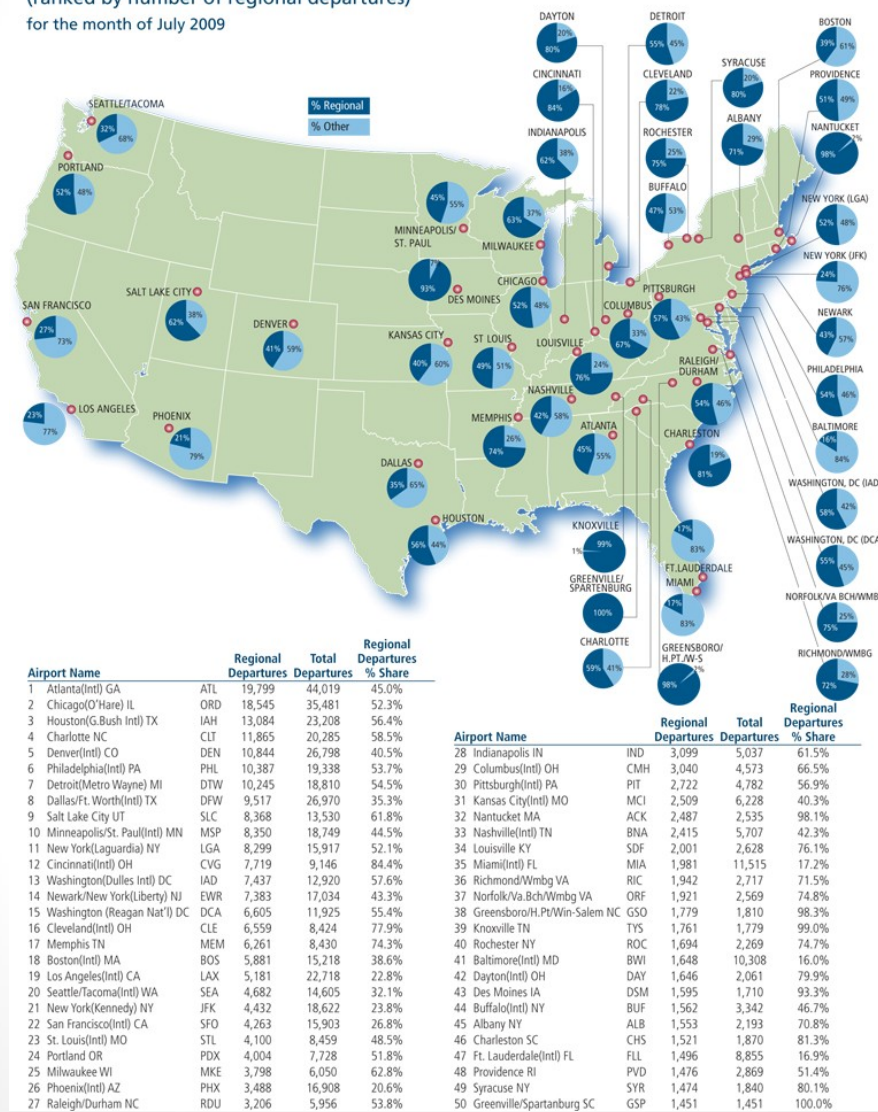 (ranked by number of regional departures)
for the month of July 2009
% Regional
% Other
DAYTON
20%
80%
DETROIT
55% 45%
BOSTON
39% 61%
CINCINNATI
16%
84%
CLEVELAND
22%
78%
SYRACUSE
20%
80%
PROVIDENCE
51% 49%
INDIANAPOLIS
62% 38%
ROCHESTER
25%
75%
ALBANY
29%
71%
NANTUCKET
2%
98%
BUFFALO
47% 53%
SEATTLE/TACOMA
32%
68%
PORTLAND
52% 48%
MINNEAPOLIS/
ST. PAUL
45%
55%
MILWAUKEE
63% 37%
NEW YORK (LGA)
52% 48%
NEW YORK (JFK)
24%
76%
DES MOINES
93%
CHICAGO
52% 48%
PITTSBURGH
57% 43%
COLUMBUS
33%
67%
SALT LAKE CITY
38%
62%
SAN FRANCISCO
27%
73%
DENVER
41% 59%
KANSAS CITY
40% 60%
ST LOUIS
49% 51%
LOUISVILLE
24%
76%
NEWARK
43% 57%
RALEIGH/
DURHAM
54% 46%
PHILADELPHIA
54% 46%
NASHVILLE
42% 58%
LOS ANGELES
23%
77%
PHOENIX
21%
79%
MEMPHIS
26%
74%
ATLANTA
45%
55%
CHARLESTON
19%
81%
BALTIMORE
16%
84%
DALLAS
35% 65%
WASHINGTON, DC (IAD
42%
58%
HOUSTON
56% 44%
KNOXVILLE
1%
99%
17%
83%
FT.LAUDERDALE
MIAMI
17%
83%
WASHINGTON, DC (DCA
55% 45%
GREENVILLE/
SPARTENBURG
100%
NORFOLK/VA BCH/WMB
25%
75%
CHARLOTTE
59% 41%
GREENSBORO/
H.PT./W-S
2%
98%
RICHMOND/WMBG
28%
72%
Airport Name Regional Departures Total Departures Regional Departures % Share
1 Atlanta(Intl) GA ATL 19,799 44,019 45.0%
2 Chicago(O'Hare) IL ORD 18,545 35,481 52.3%
3 Houston(G.Bush Intl) TX IAH 13,084 23,208 56.4%
4 Charlotte NC CLT 11,865 20,285 58.5%
5 Denver(Intl) CO DEN 10,844 26,798 40.5%
6 Philadelphia(Intl) PA PHL 10,387 19,338 53.7%
7 Detroit(Metro Wayne) MI DTW 10,245 18,810 54.5%
8 Dallas/Ft. Worth(Intl) TX DFW 9,517 26,970 35.3%
9 Salt Lake City UT SLC 8,368 13,530 61.8%
10 Minneapolis/St. Paul(Intl) MN MSP 8,350 18,749 44.5%
11 New York(Laguardia) NY LGA 8,299 15,917 52.1%
12 Cincinnati(Intl) OH CVG 7,719 9,146 84.4%
13 Washington(Dulles Intl) DC IAD 7,437 12,920 57.6%
14 Newark/New York(Liberty) NJ EWR 7,383 17,034 43.3%
15 Washington (Reagan Nat'l) DC DCA 6,605 11,925 55.4%
16 Cleveland(Intl) OH CLE 6,559 8,424 77.9%
17 Memphis TN MEM 6,261 8,430 74.3%
18 Boston(Intl) MA BOS 5,881 15,218 38.6%
19 Los Angeles(Intl) CA LAX 5,181 22,718 22.8%
20 Seattle/Tacoma(Intl) WA SEA 4,682 14,605 32.1%
21 New York(Kennedy) NY JFK 4,432 18,622 23.8%
22 San Francisco(Intl) CA SFO 4,263 15,903 26.8%
23 St. Louis(Intl) MO STL 4,100 8,459 48.5%
24 Portland OR PDX 4,004 7,728 51.8%
25 Milwaukee WI MKE 3,798 6,050 62.8%
26 Phoenix(Intl) AZ PHX 3,488 16,908 20.6%
27 Raleigh/Durham NC RDU 3,206 5,956 53.8%
Airport Name Regional Departures Total Departures Regional Departures % Share
28 Indianapolis IN IND 3,099 5,037 61.5%
29 Columbus(Intl) OH CMH 3,040 4,573 66.5%
30 Pittsburgh(Intl) PA PIT 2,722 4,782 56.9%
31 Kansas City(Intl) MO MCI 2,509 6,228 40.3%
32 Nantucket MA ACK 2,487 2,535 98.1%
33 Nashville(Intl) TN BNA 2,415 5,707 42.3%
34 Louisville KY SDF 2,001 2,628 76.1%
35 Miami(Intl) FL MIA 1,981 11,515 17.2%
36 Richmond/Wmbg VA RIC 1,942 2,717 71.5%
37 Norfolk/Va.Bch/Wmbg VA ORF 1,921 2,569 74.8%
38 Greensboro/H.Pt/Win-Salem NC GSO 1,779 1,810 98.3%
39 Knoxville TN TYS 1,761 1,779 99.0%
40 Rochester NY ROC 1,694 2,269 74.7%
41 Baltimore(Intl) MD BWI 1,648 10,308 16.0%
42 Dayton(Intl) OH DAY 1,646 2,061 79.9%
43 Des Moines IA DSM 1,595 1,710 93.3%
44 Buffalo(Intl) NY BUF 1,562 3,342 46.7%
45 Albany NY ALB 1,553 2,193 70.8%
46 Charleston SC CHS 1,521 1,870 81.3%
47 Ft. Lauderdale(Intl) FL FLL 1,496 8,855 16.9%
48 Providence RI PVD 1,476 2,869 51.4%
49 Syracuse NY SYR 1,474 1,840 80.1%
50 Greenville/Spartanburg SC GSP 1,451 1,451 100.0%